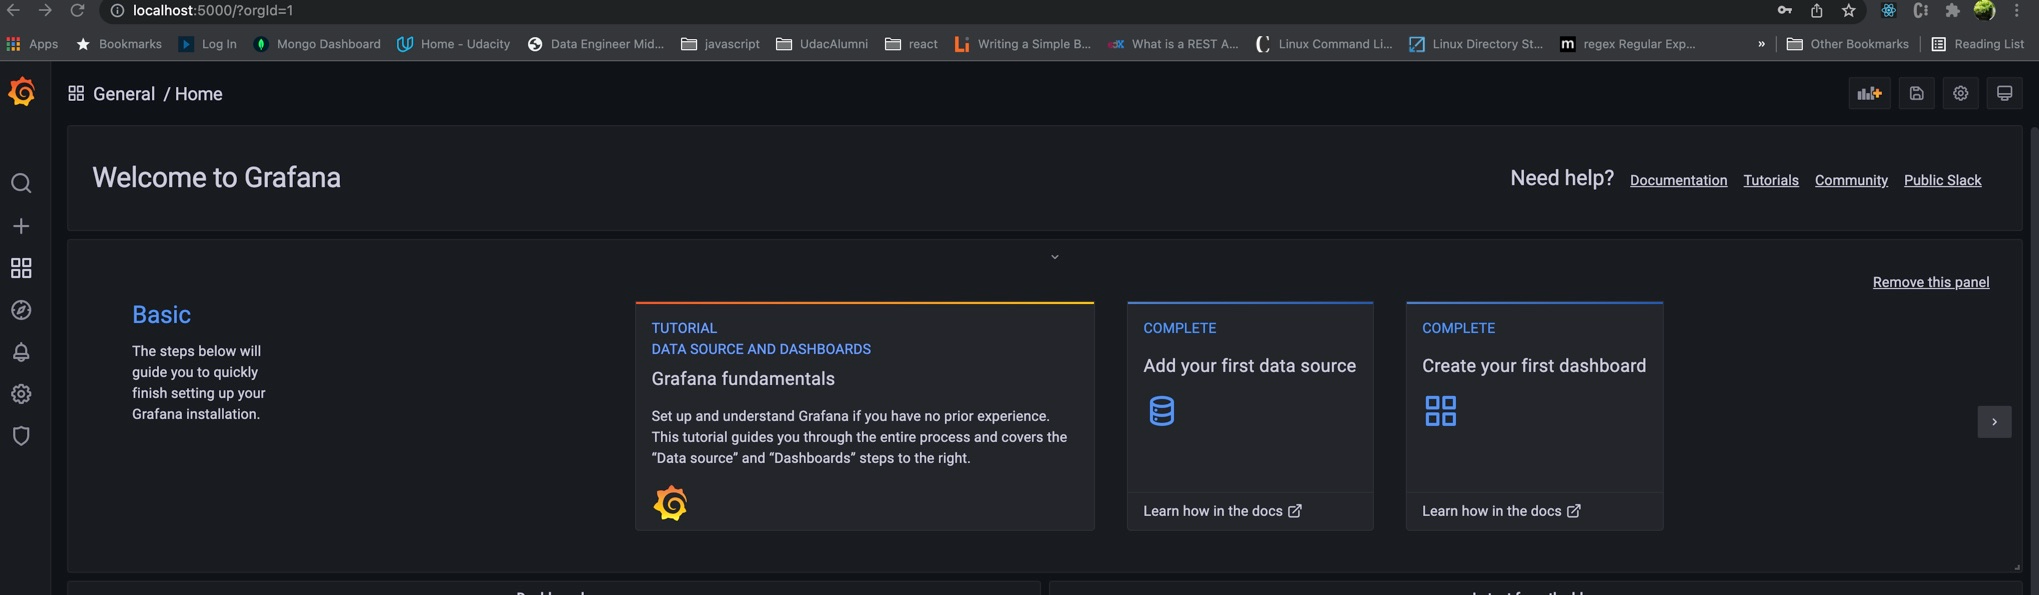 localhost:5000/?orgId=1
Apps Bookmarks Log In Mongo Dashboard Home - Udacity Data Engineer Mid... javascript UdacAlumni react Writing a Simple B... What is a REST A... Linux Command Li... Linux Directory St... regex Regular Exp... » Other Bookmarks Reading List
General / Home
Welcome to Grafana
Need help? Documentation Tutorials Community Public Slack
Remove this panel
Basic
The steps below will
guide you to quickly
finish setting up your
Grafana installation.
TUTORIAL
DATA SOURCE AND DASHBOARDS
Grafana fundamentals
Set up and understand Grafana if you have no prior experience.
This tutorial guides you through the entire process and covers the
“Data source” and “Dashboards” steps to the right.
COMPLETE
Add your first data source
Learn how in the docs
COMPLETE
Create your first dashboard
Learn how in the docs